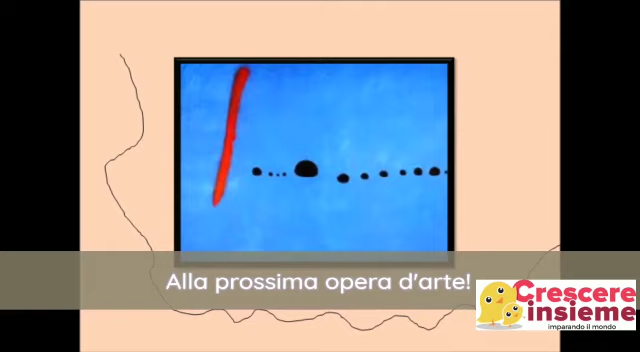 Alla prossima opera d'arte!
Crescere
insieme
imparando il mondo